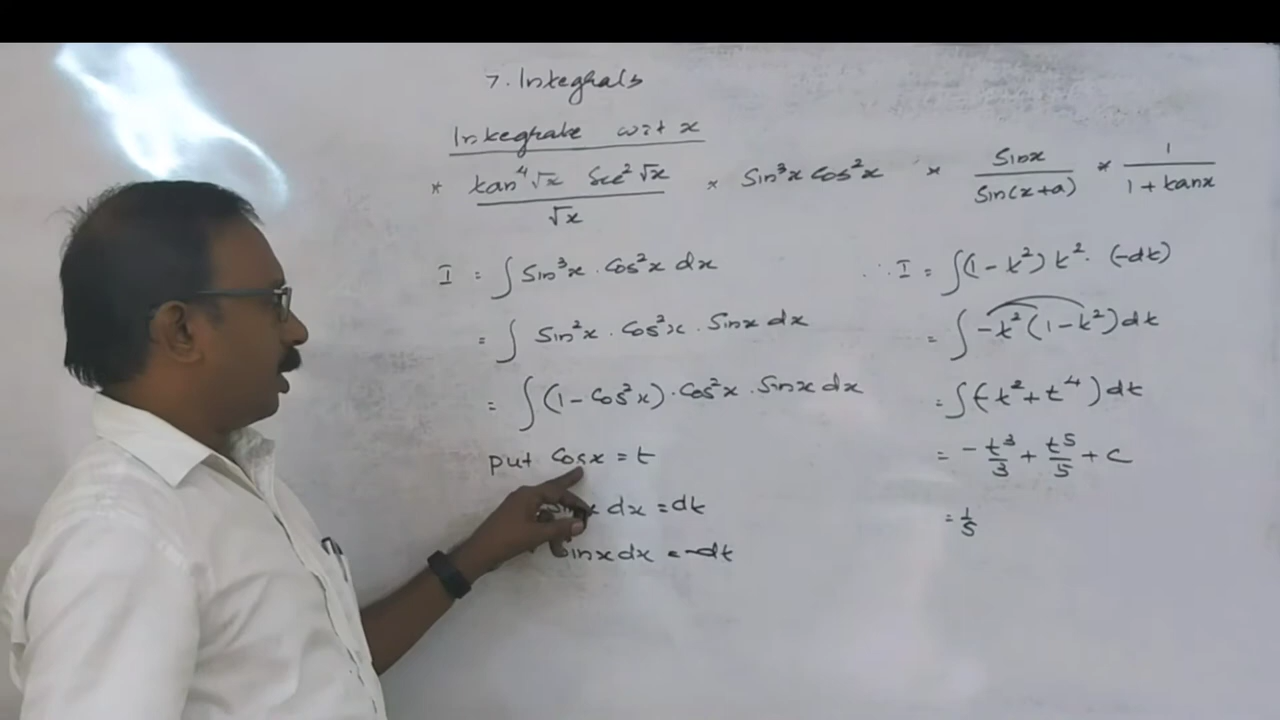 7. Integrals
Integrate w.r.t x
* tan⁴√x Sec²√x / √x * Sin³x Cos²x * Sinx / Sin(x+a) * 1 / 1 + tanx
I = ∫ Sin³x . Cos²x dx
= ∫ Sin²x . Cos²x . Sinx dx
= ∫ (1 - Cos²x) . Cos²x . Sinx dx
put Cosx = t
Sinx dx = dt
Sinx dx = -dt
∴ I = ∫(1 - t²) t² . (-dt)
= ∫ -t² (1 - t²) dt
= ∫(-t² + t⁴) dt
= - t³/3 + t⁵/5 + c
= 1/5